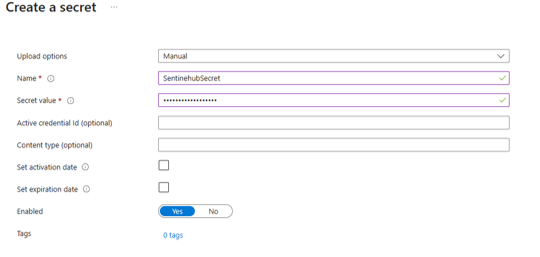 Create a secret ...
Upload options Manual
Name * SentinehubSecret
Secret value * ••••••••••••••••••
Active credential Id (optional)
Content type (optional)
Set activation date
Set expiration date
Enabled Yes No
Tags 0 tags